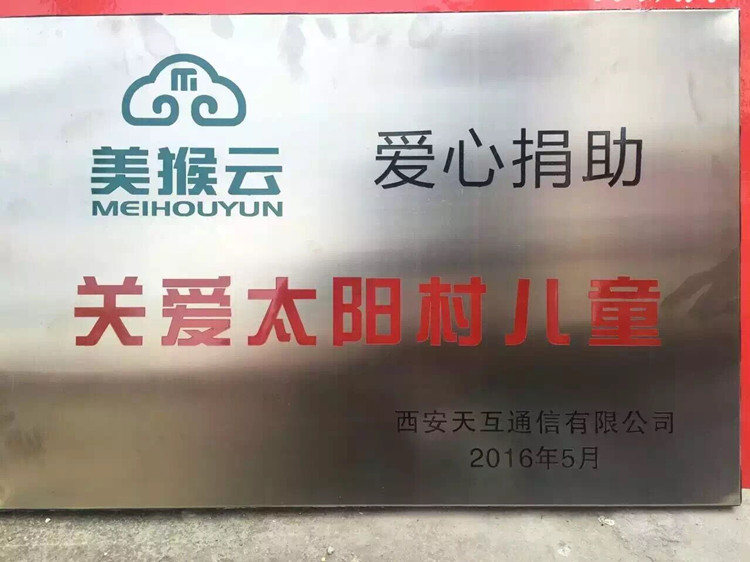 美猴云
MEIHOUYUN
爱心捐助
关爱太阳村儿童
西安天互通信有限公司
2016年5月